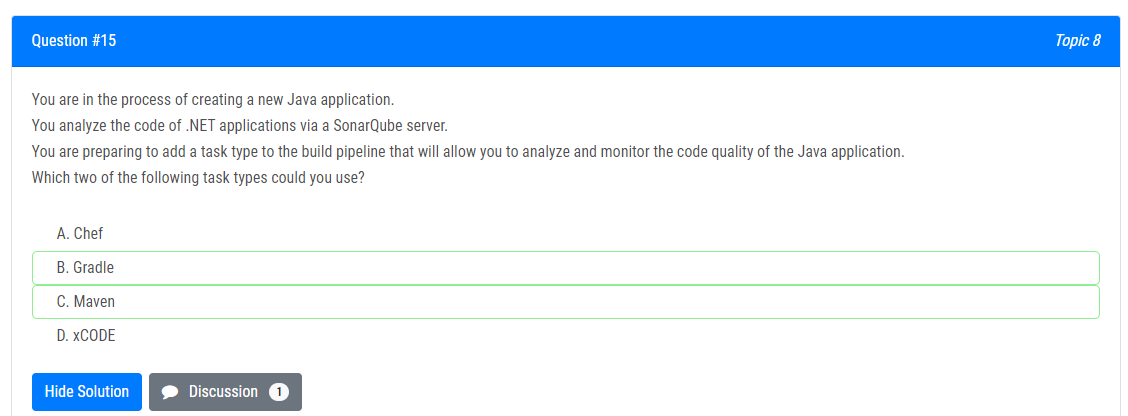 Question #15
Topic 8
You are in the process of creating a new Java application.
You analyze the code of .NET applications via a SonarQube server.
You are preparing to add a task type to the build pipeline that will allow you to analyze and monitor the code quality of the Java application.
Which two of the following task types could you use?
A. Chef
B. Gradle
C. Maven
D. xCODE
Hide Solution
Discussion 1